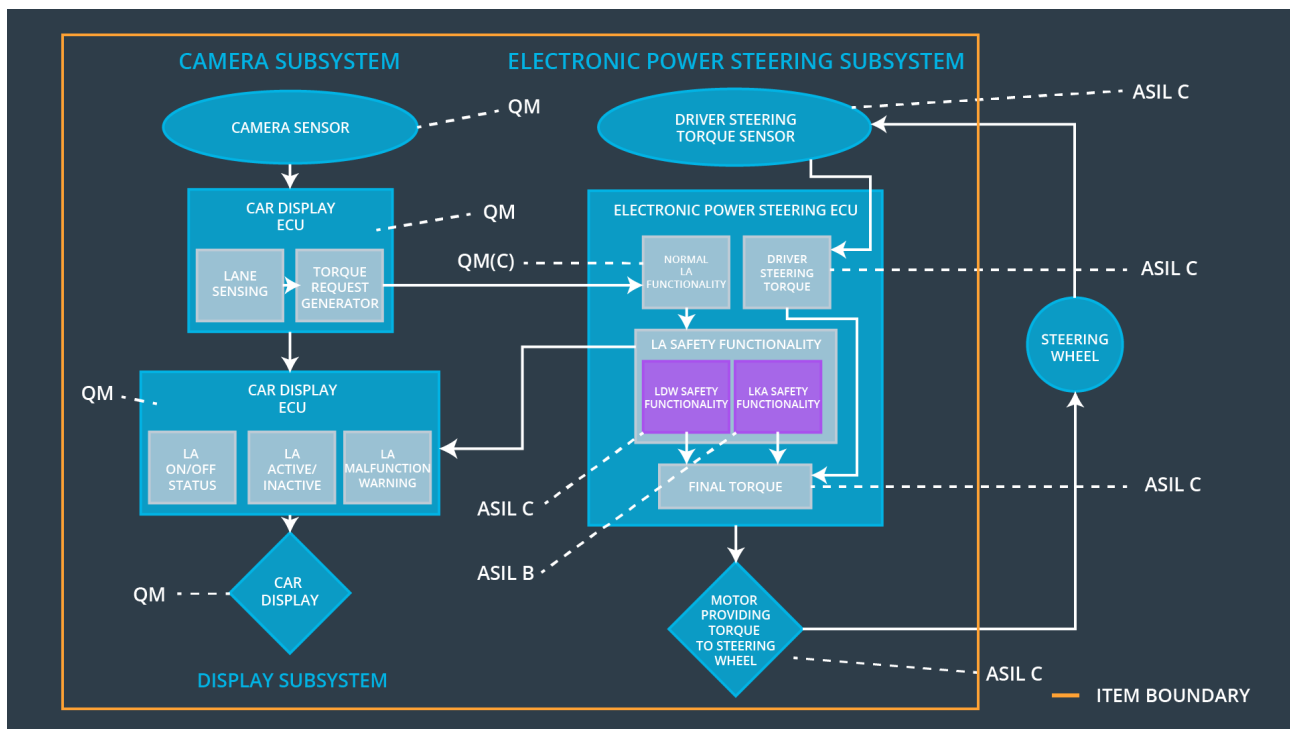 CAMERA SUBSYSTEM
ELECTRONIC POWER STEERING SUBSYSTEM
CAMERA SENSOR
QM
DRIVER STEERING
TORQUE SENSOR
ASIL C
CAR DISPLAY
ECU
QM
LANE
SENSING
TORQUE
REQUEST
GENERATOR
QM(C)
ELECTRONIC POWER STEERING ECU
NORMAL
LA
FUNCTIONALITY
DRIVER
STEERING
TORQUE
ASIL C
LA SAFETY FUNCTIONALITY
LDW SAFETY
FUNCTIONALITY
LKA SAFETY
FUNCTIONALITY
STEERING
WHEEL
QM
CAR DISPLAY
ECU
LA
ON/OFF
STATUS
LA
ACTIVE/
INACTIVE
LA
MALFUNCTION
WARNING
FINAL TORQUE
ASIL C
ASIL C
ASIL B
QM
CAR
DISPLAY
MOTOR
PROVIDING
TORQUE
TO STEERING
WHEEL
ASIL C
DISPLAY SUBSYSTEM
ITEM BOUNDARY